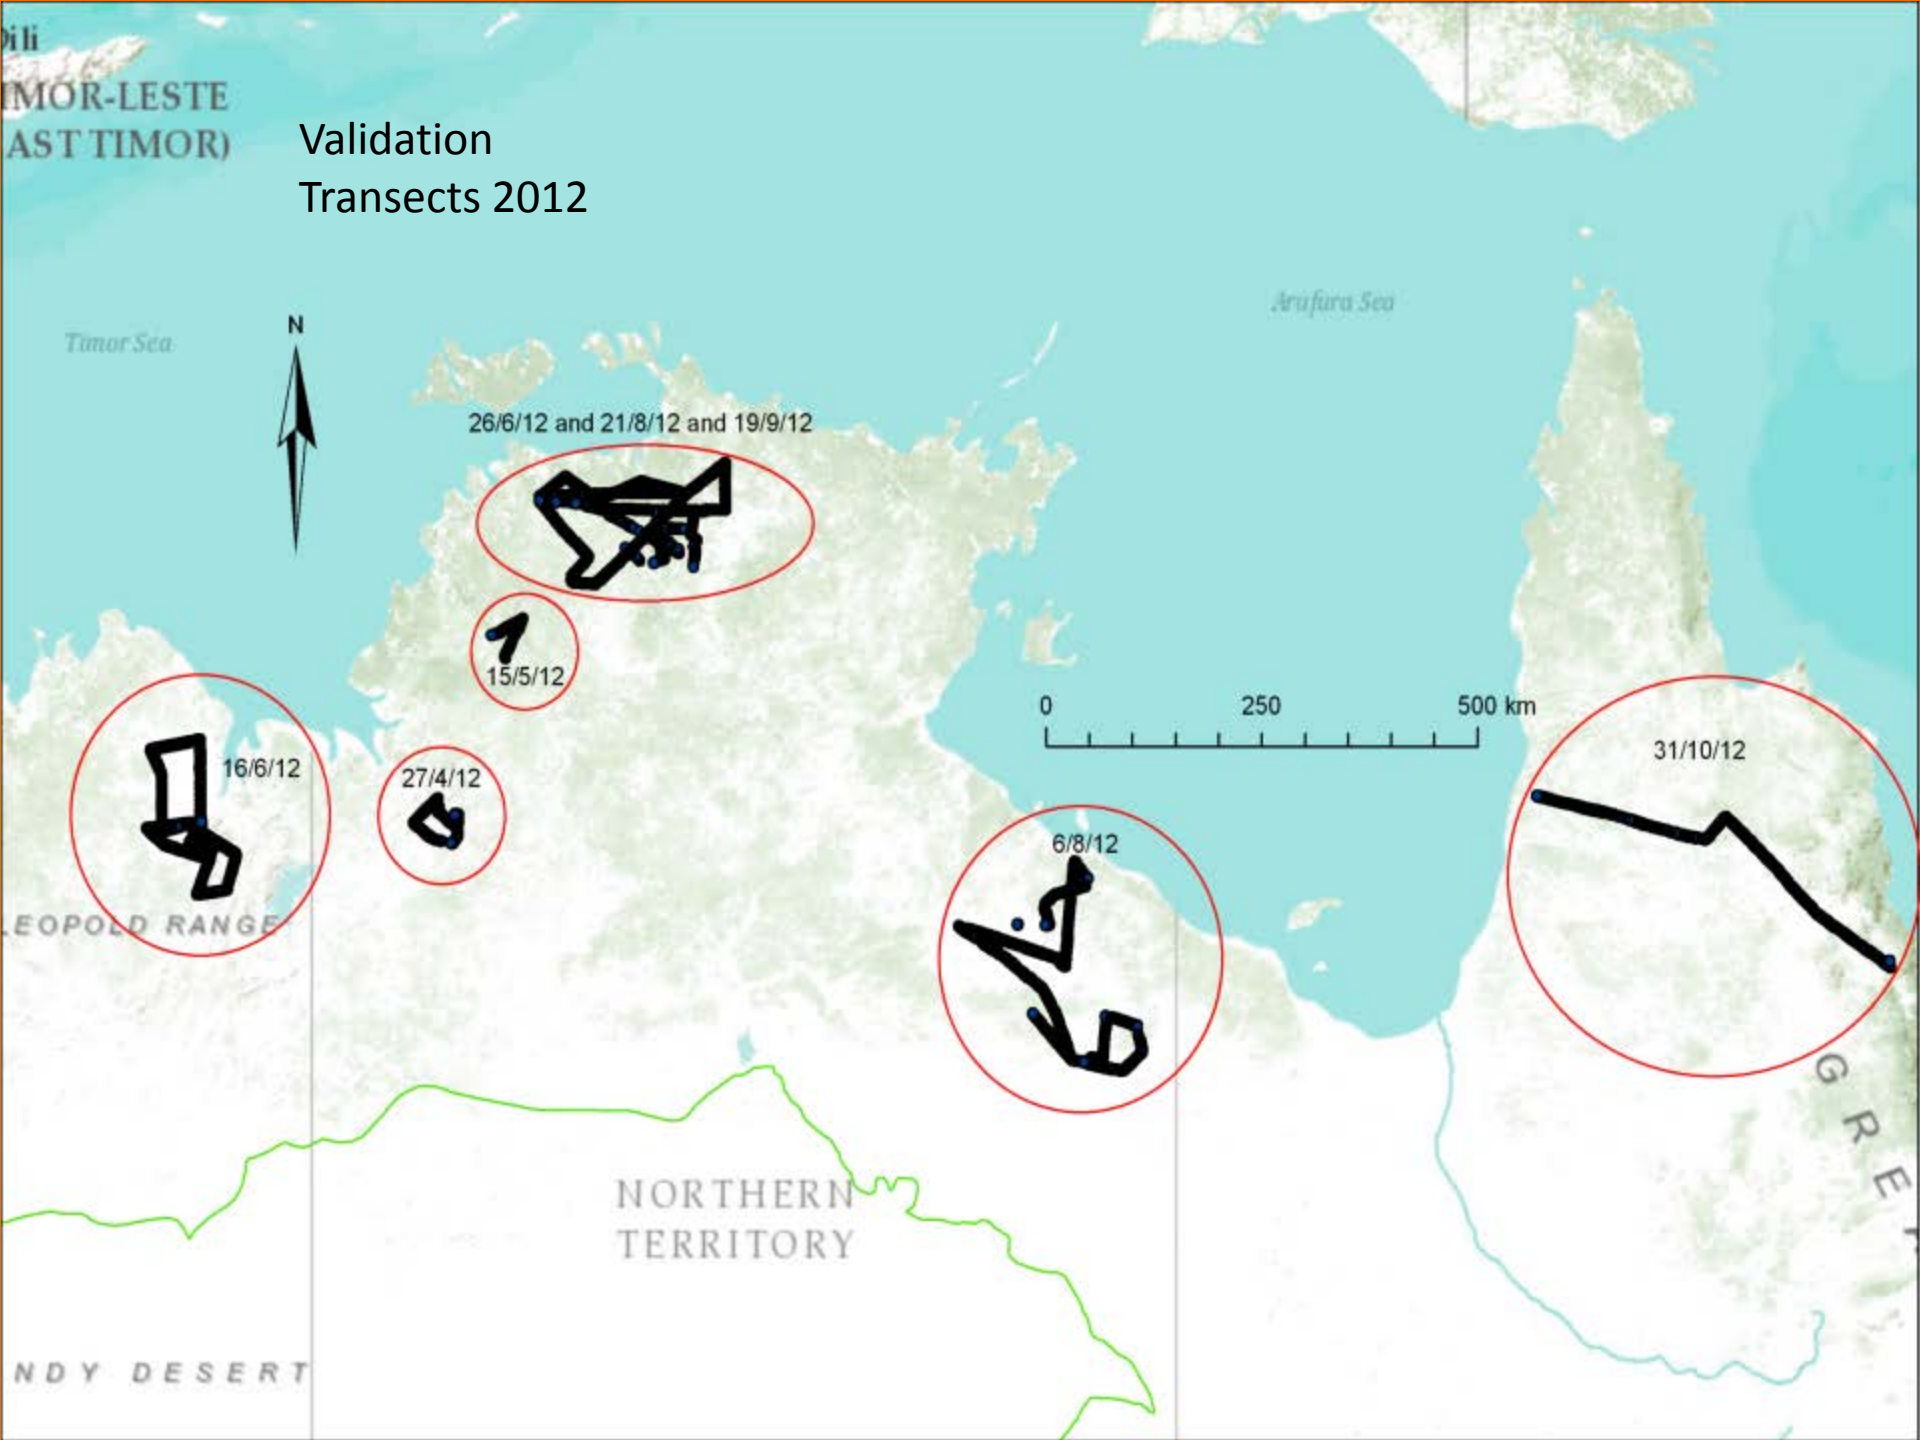 Dili
IMOR-LESTE
AST TIMOR)
Validation
Transects 2012
Arafura Sea
N
Timor Sea
26/6/12 and 21/8/12 and 19/9/12
15/5/12
0 250 500 km
31/10/12
16/6/12
27/4/12
6/8/12
LEOPOLD RANGE
GRE
NORTHERN
TERRITORY
NDY DESERT